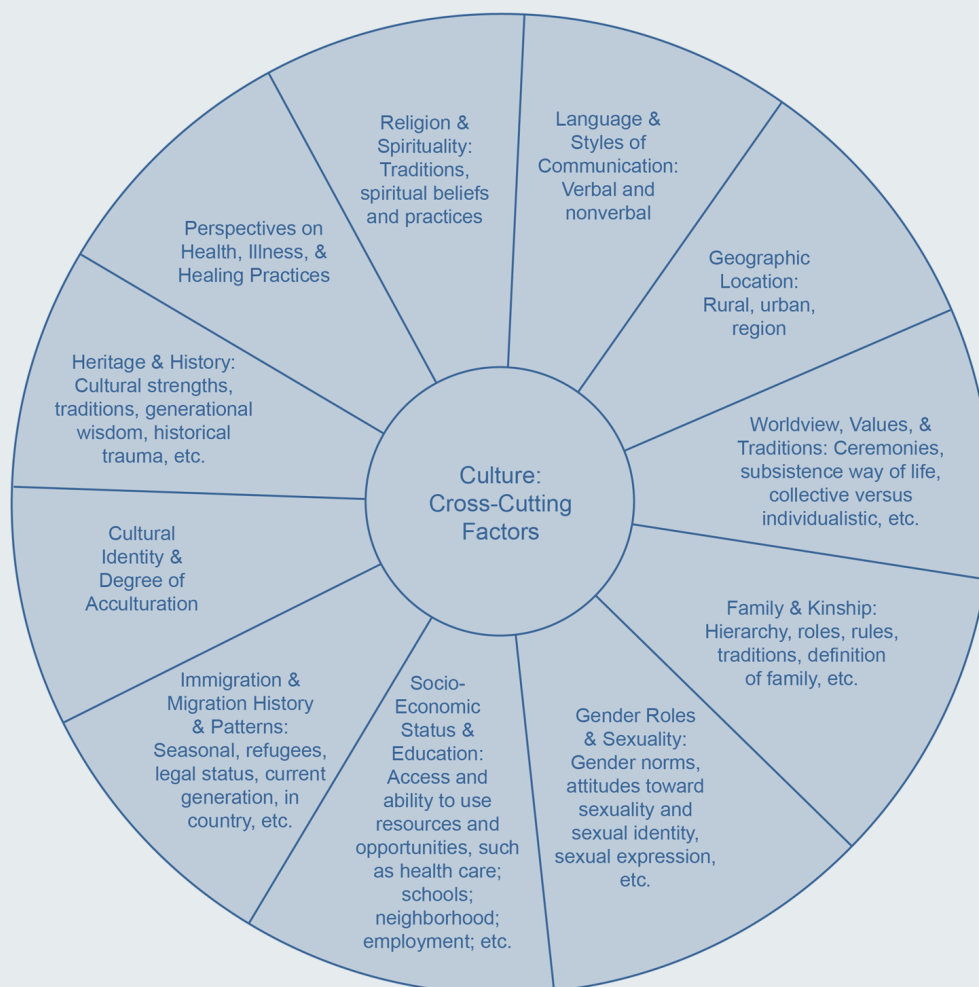 Culture:
Cross-Cutting
Factors
Religion &
Spirituality:
Traditions,
spiritual beliefs
and practices
Language &
Styles of
Communication:
Verbal and
nonverbal
Geographic
Location:
Rural, urban,
region
Worldview, Values, &
Traditions: Ceremonies,
subsistence way of life,
collective versus
individualistic, etc.
Family & Kinship:
Hierarchy, roles, rules,
traditions, definition
of family, etc.
Gender Roles
& Sexuality:
Gender norms,
attitudes toward
sexuality and
sexual identity,
sexual expression,
etc.
Socio-
Economic
Status &
Education:
Access and
ability to use
resources and
opportunities, such
as health care;
schools;
neighborhood;
employment; etc.
Immigration &
Migration History
& Patterns:
Seasonal, refugees,
legal status, current
generation, in
country, etc.
Cultural
Identity &
Degree of
Acculturation
Heritage & History:
Cultural strengths,
traditions, generational
wisdom, historical
trauma, etc.
Perspectives on
Health, Illness, &
Healing Practices